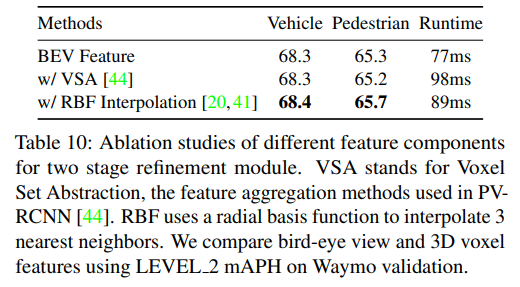 Methods Vehicle Pedestrian Runtime
BEV Feature 68.3 65.3 77ms
w/ VSA [44] 68.3 65.2 98ms
w/ RBF Interpolation [20,41] 68.4 65.7 89ms
Table 10: Ablation studies of different feature components
for two stage refinement module. VSA stands for Voxel
Set Abstraction, the feature aggregation methods used in PV-
RCNN [44]. RBF uses a radial basis function to interpolate 3
nearest neighbors. We compare bird-eye view and 3D voxel
features using LEVEL_2 mAPH on Waymo validation.